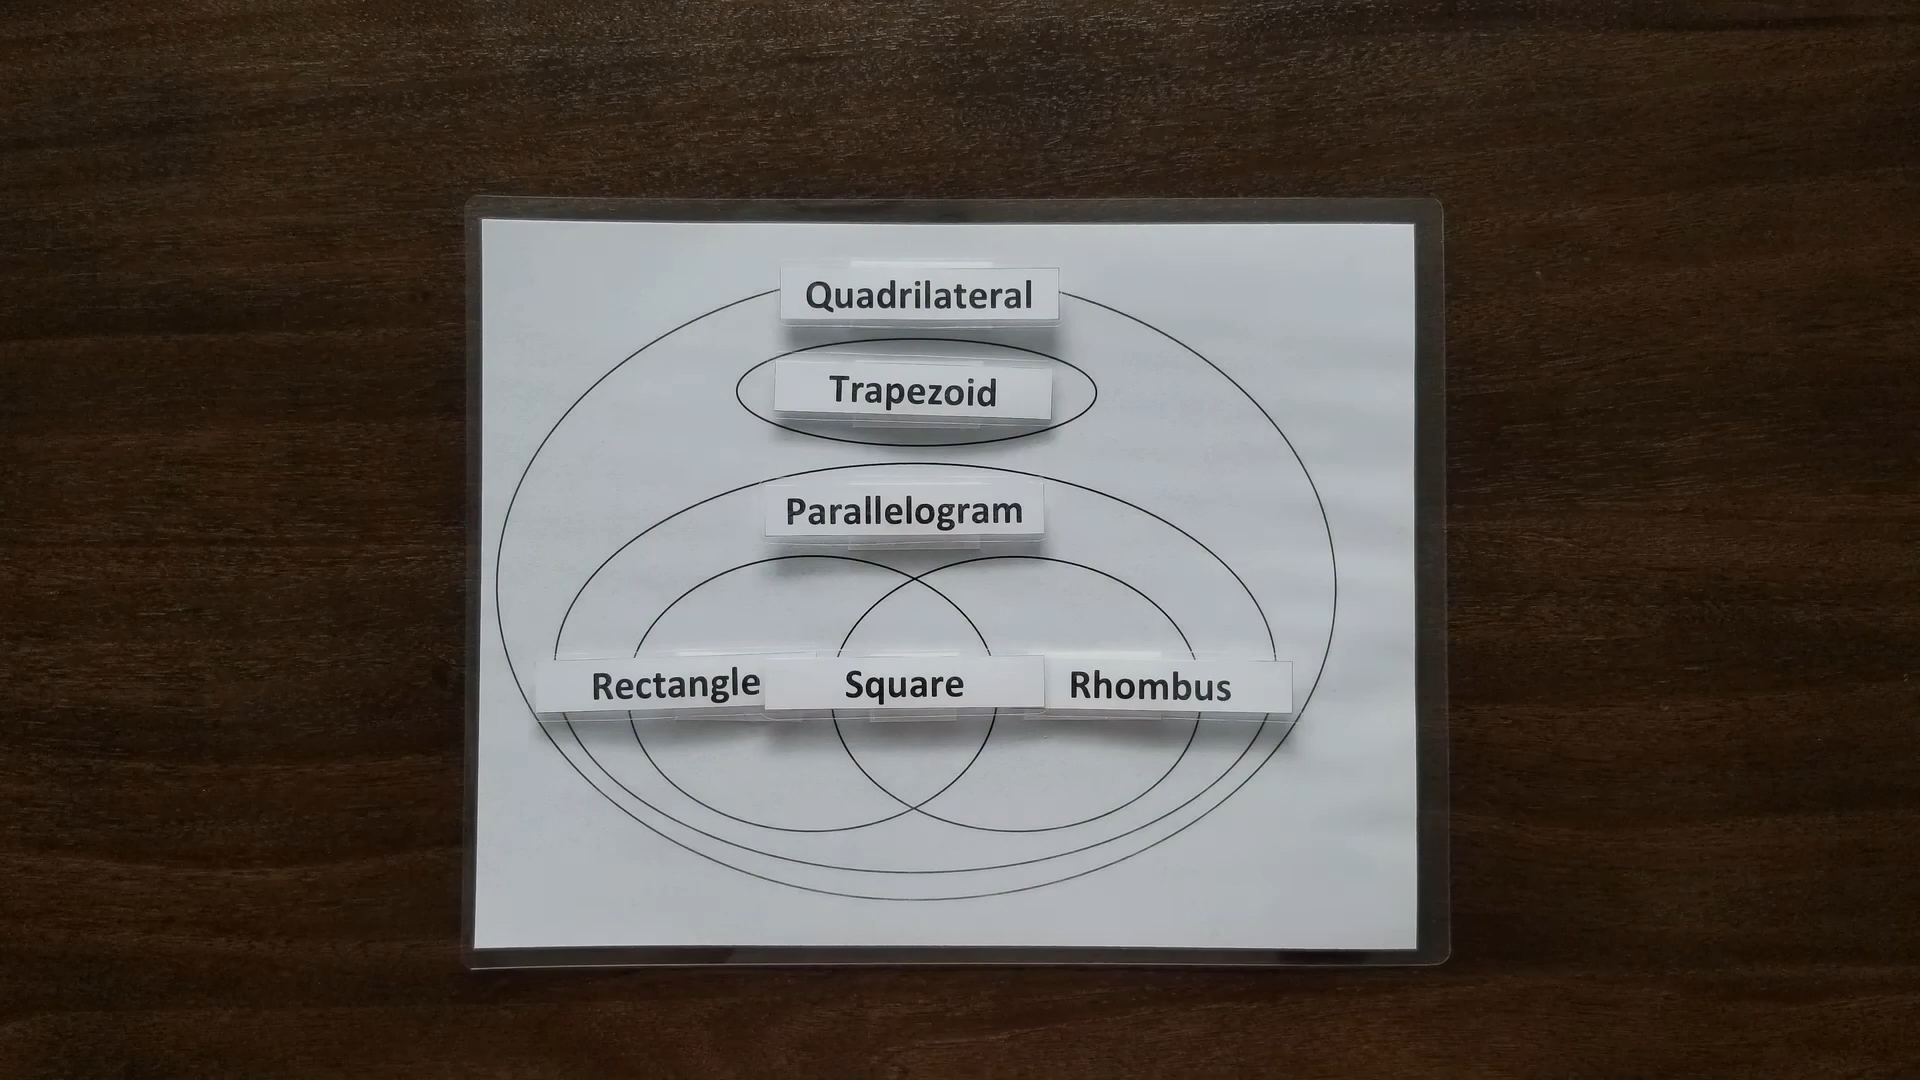 Quadrilateral
Trapezoid
Parallelogram
Rectangle Square Rhombus